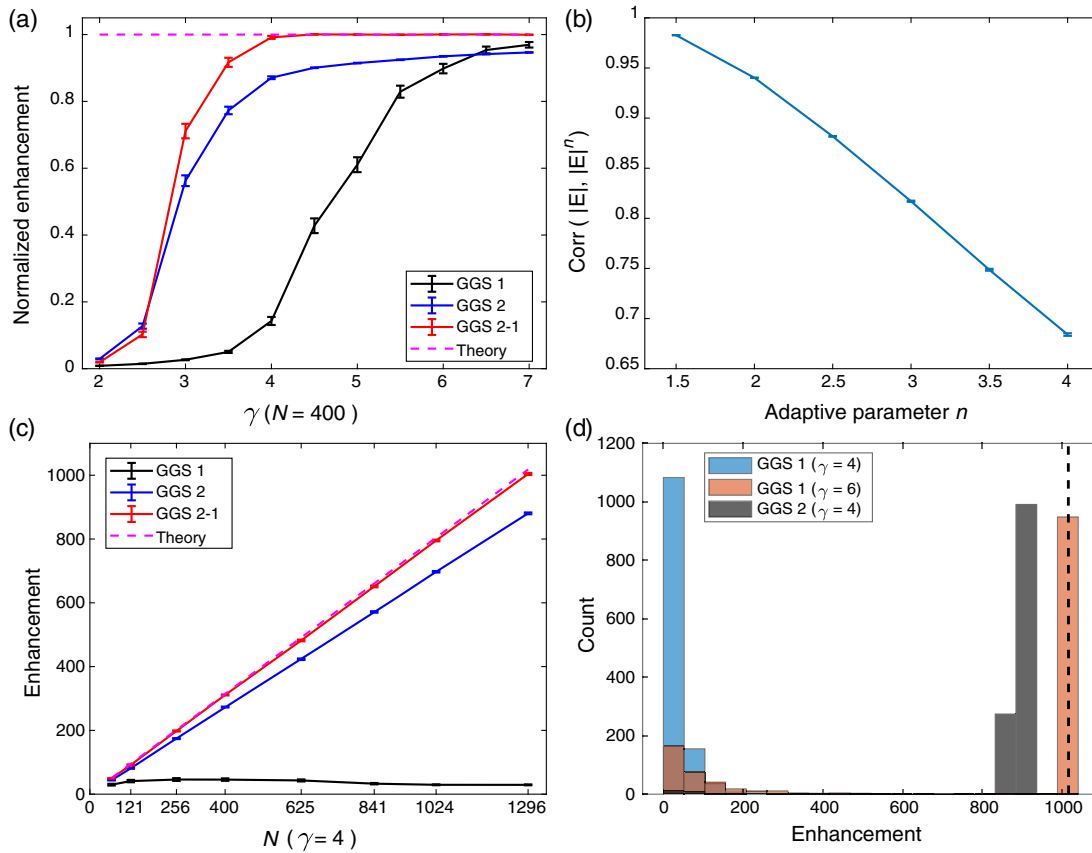 (a)
1
0.8
0.6
0.4
0.2
0
Normalized enhancement
GGS 1
GGS 2
GGS 2-1
Theory
2 3 4 5 6 7
γ (N = 400)
(b)
0.95
0.9
0.85
0.8
0.75
0.7
0.65
Corr ( |E|, |E|ⁿ)
1.5 2 2.5 3 3.5 4
Adaptive parameter n
(c)
1000
800
600
400
200
0
Enhancement
GGS 1
GGS 2
GGS 2-1
Theory
0 121 256 400 625 841 1024 1296
N ( γ = 4)
(d)
1200
1000
800
600
400
200
0
Count
GGS 1 ( γ = 4)
GGS 1 ( γ = 6)
GGS 2 ( γ = 4)
0 200 400 600 800 1000
Enhancement